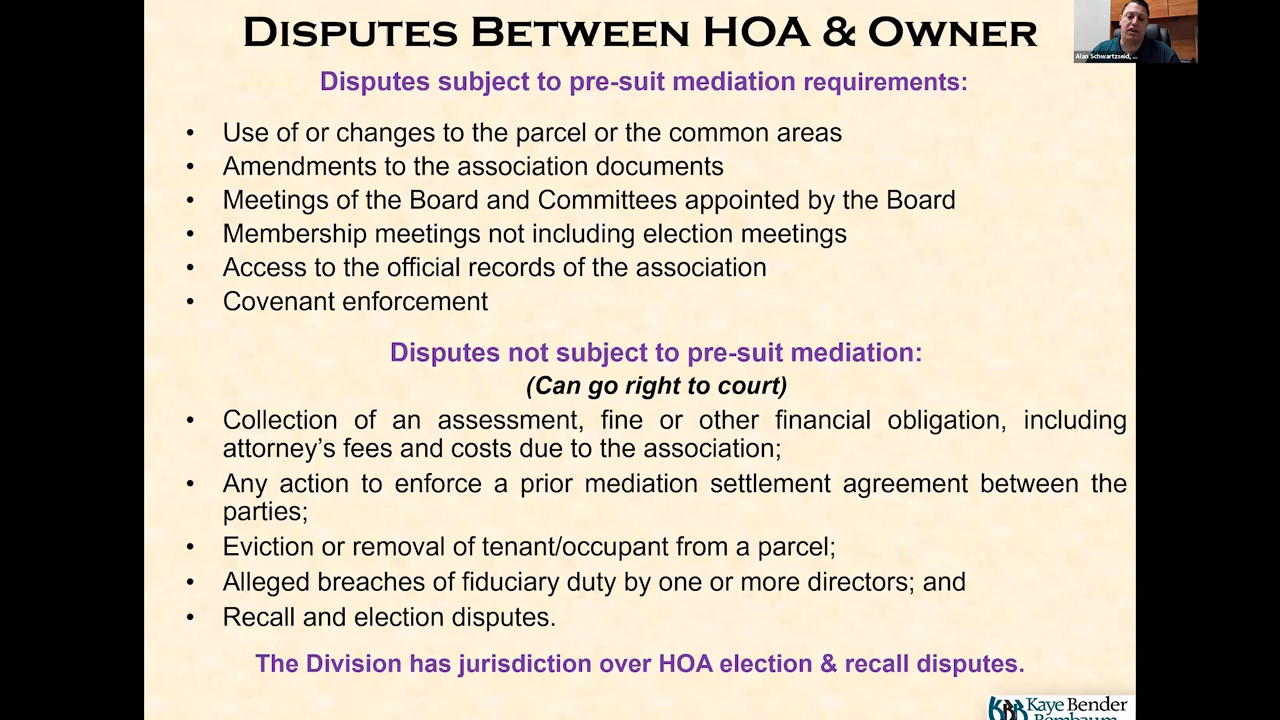 DISPUTES BETWEEN HOA & OWNER
Alan Schwartzseid, ...
Disputes subject to pre-suit mediation requirements:
• Use of or changes to the parcel or the common areas
• Amendments to the association documents
• Meetings of the Board and Committees appointed by the Board
• Membership meetings not including election meetings
• Access to the official records of the association
• Covenant enforcement
Disputes not subject to pre-suit mediation:
(Can go right to court)
• Collection of an assessment, fine or other financial obligation, including
attorney's fees and costs due to the association;
• Any action to enforce a prior mediation settlement agreement between the
parties;
• Eviction or removal of tenant/occupant from a parcel;
• Alleged breaches of fiduciary duty by one or more directors; and
• Recall and election disputes.
The Division has jurisdiction over HOA election & recall disputes.
KBR Kaye Bender
Rembaum